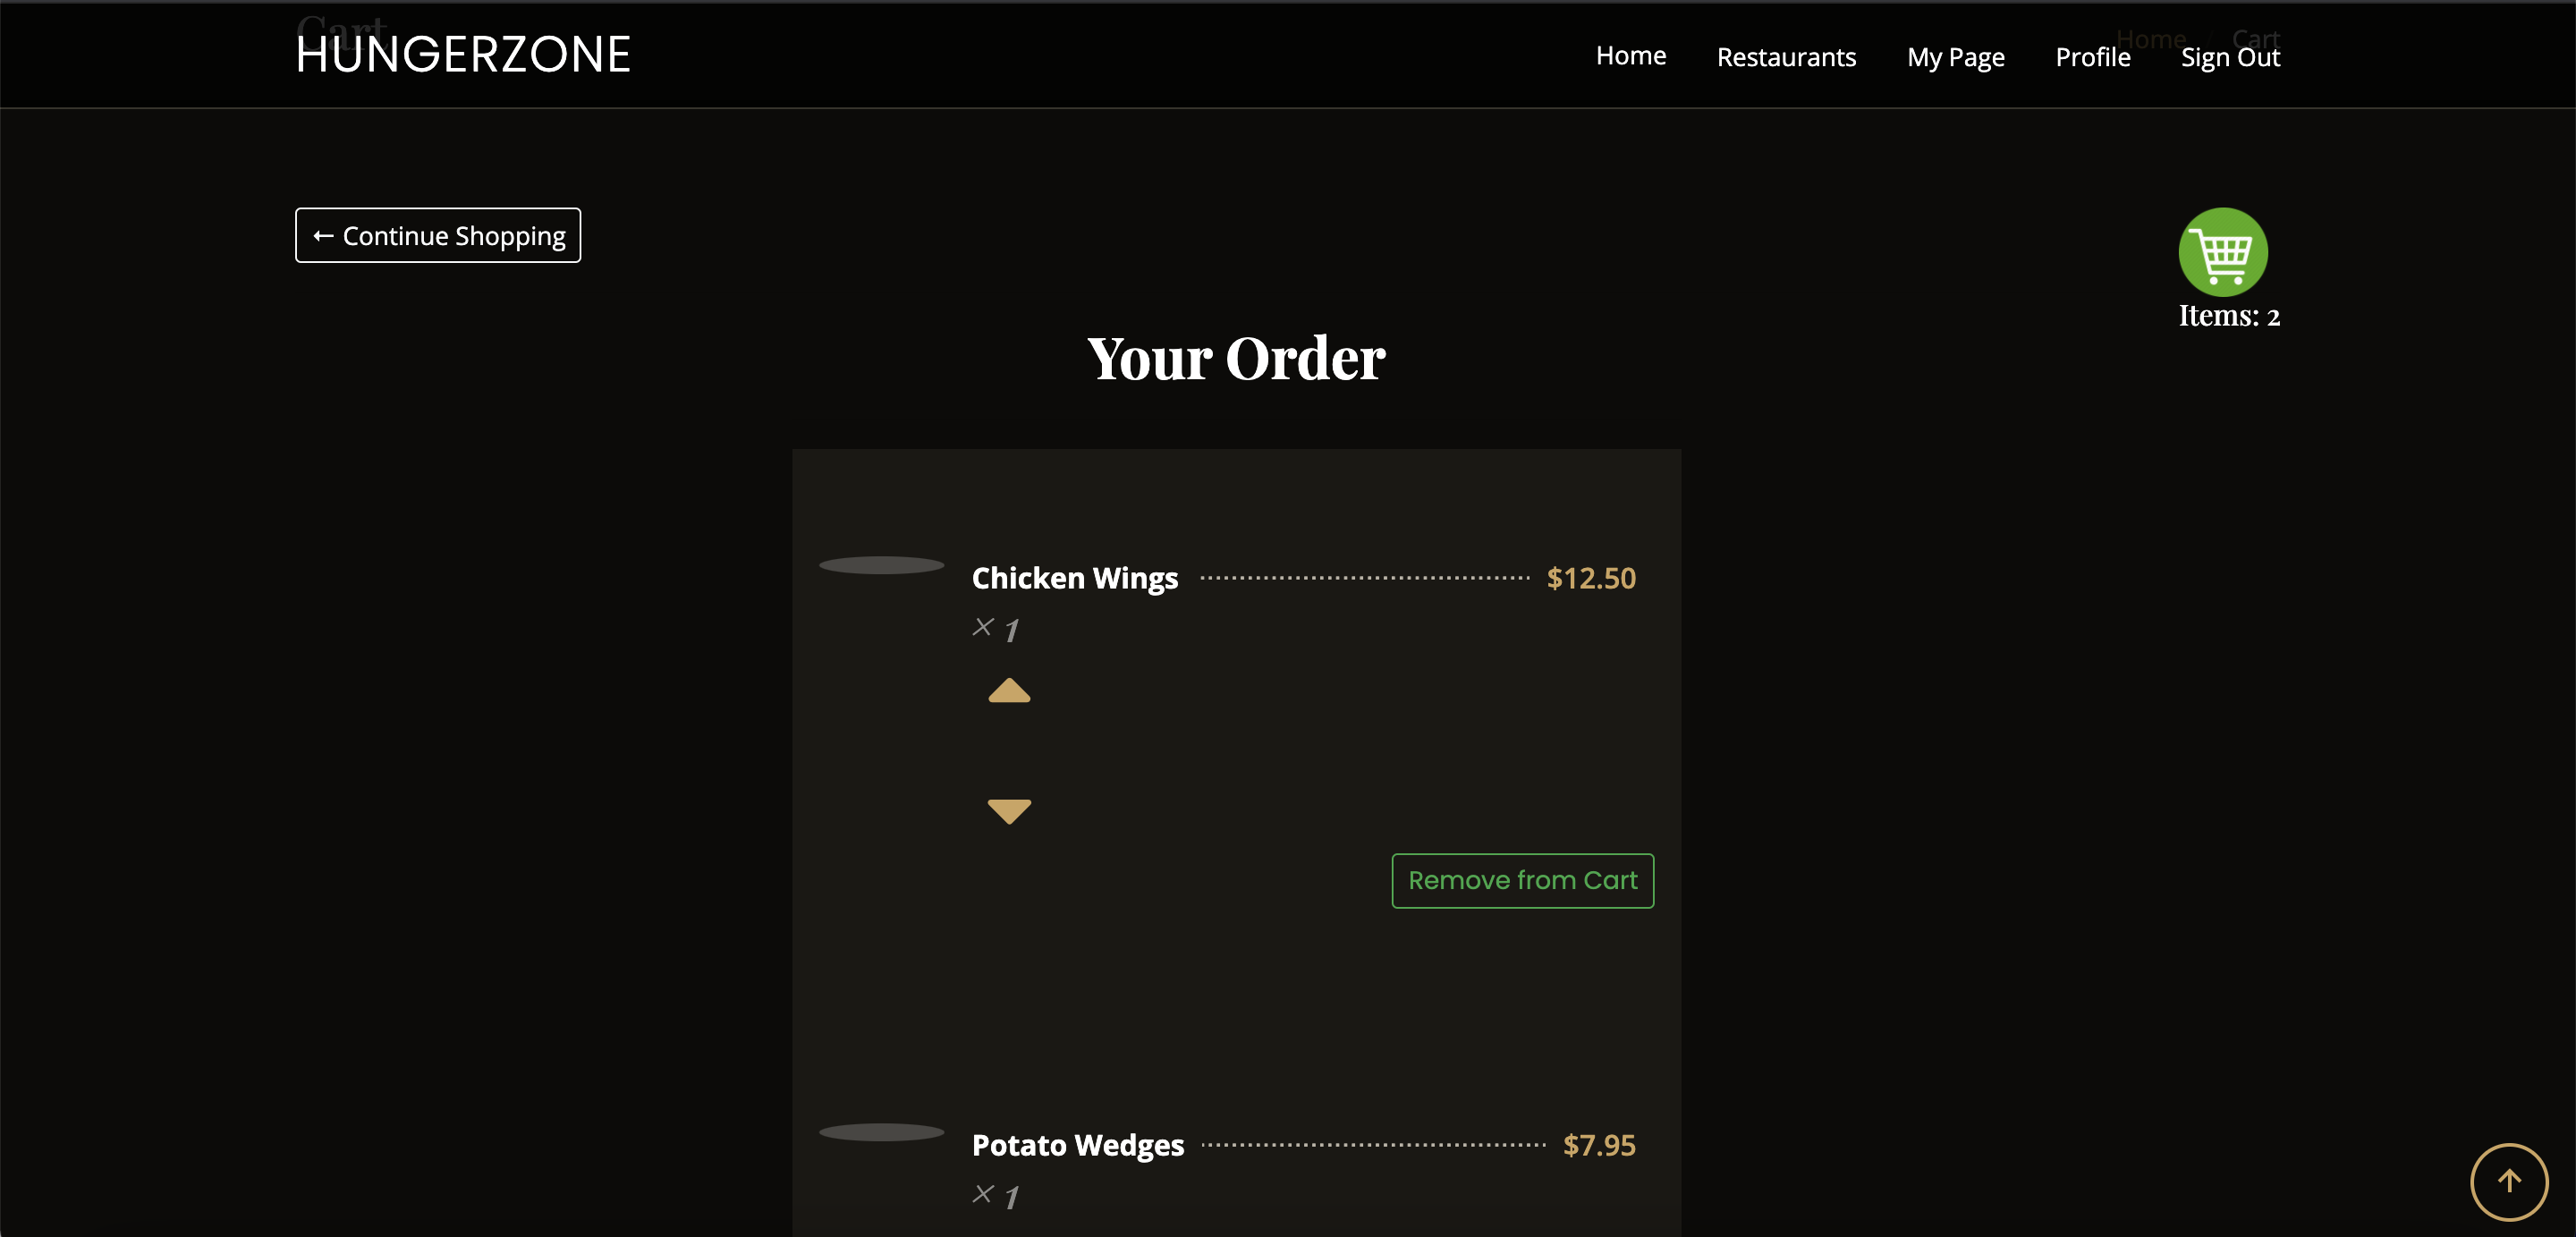 Cart
Home / Cart
HUNGERZONE
Home Restaurants My Page Profile Sign Out
← Continue Shopping
Items: 2
Your Order
Chicken Wings $12.50
× 1
Remove from Cart
Potato Wedges $7.95
× 1